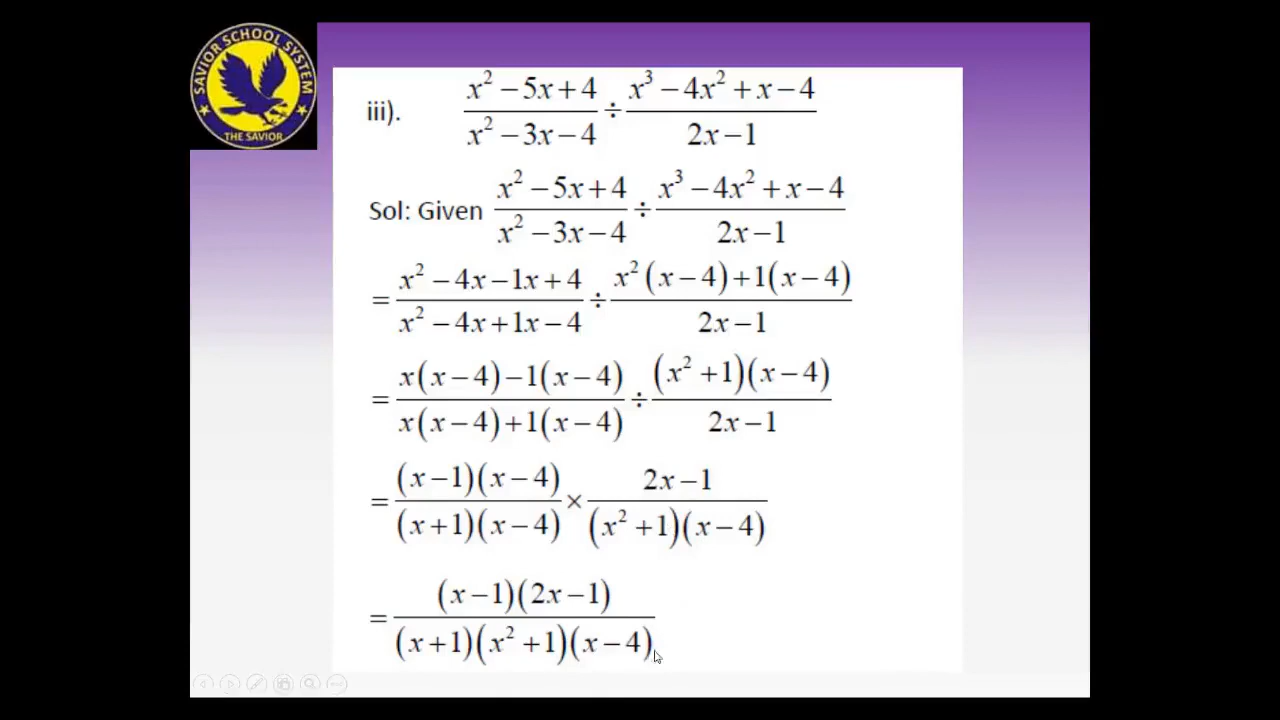 SAVIOR SCHOOL SYSTEM
THE SAVIOR
iii). (x² − 5x + 4)/(x² − 3x − 4) ÷ (x³ − 4x² + x − 4)/(2x − 1)
Sol: Given (x² − 5x + 4)/(x² − 3x − 4) ÷ (x³ − 4x² + x − 4)/(2x − 1)
= (x² − 4x − 1x + 4)/(x² − 4x + 1x − 4) ÷ (x²(x − 4) + 1(x − 4))/(2x − 1)
= (x(x − 4) − 1(x − 4))/(x(x − 4) + 1(x − 4)) ÷ ((x² + 1)(x − 4))/(2x − 1)
= ((x − 1)(x − 4))/((x + 1)(x − 4)) × (2x − 1)/((x² + 1)(x − 4))
= ((x − 1)(2x − 1))/((x + 1)(x² + 1)(x − 4))